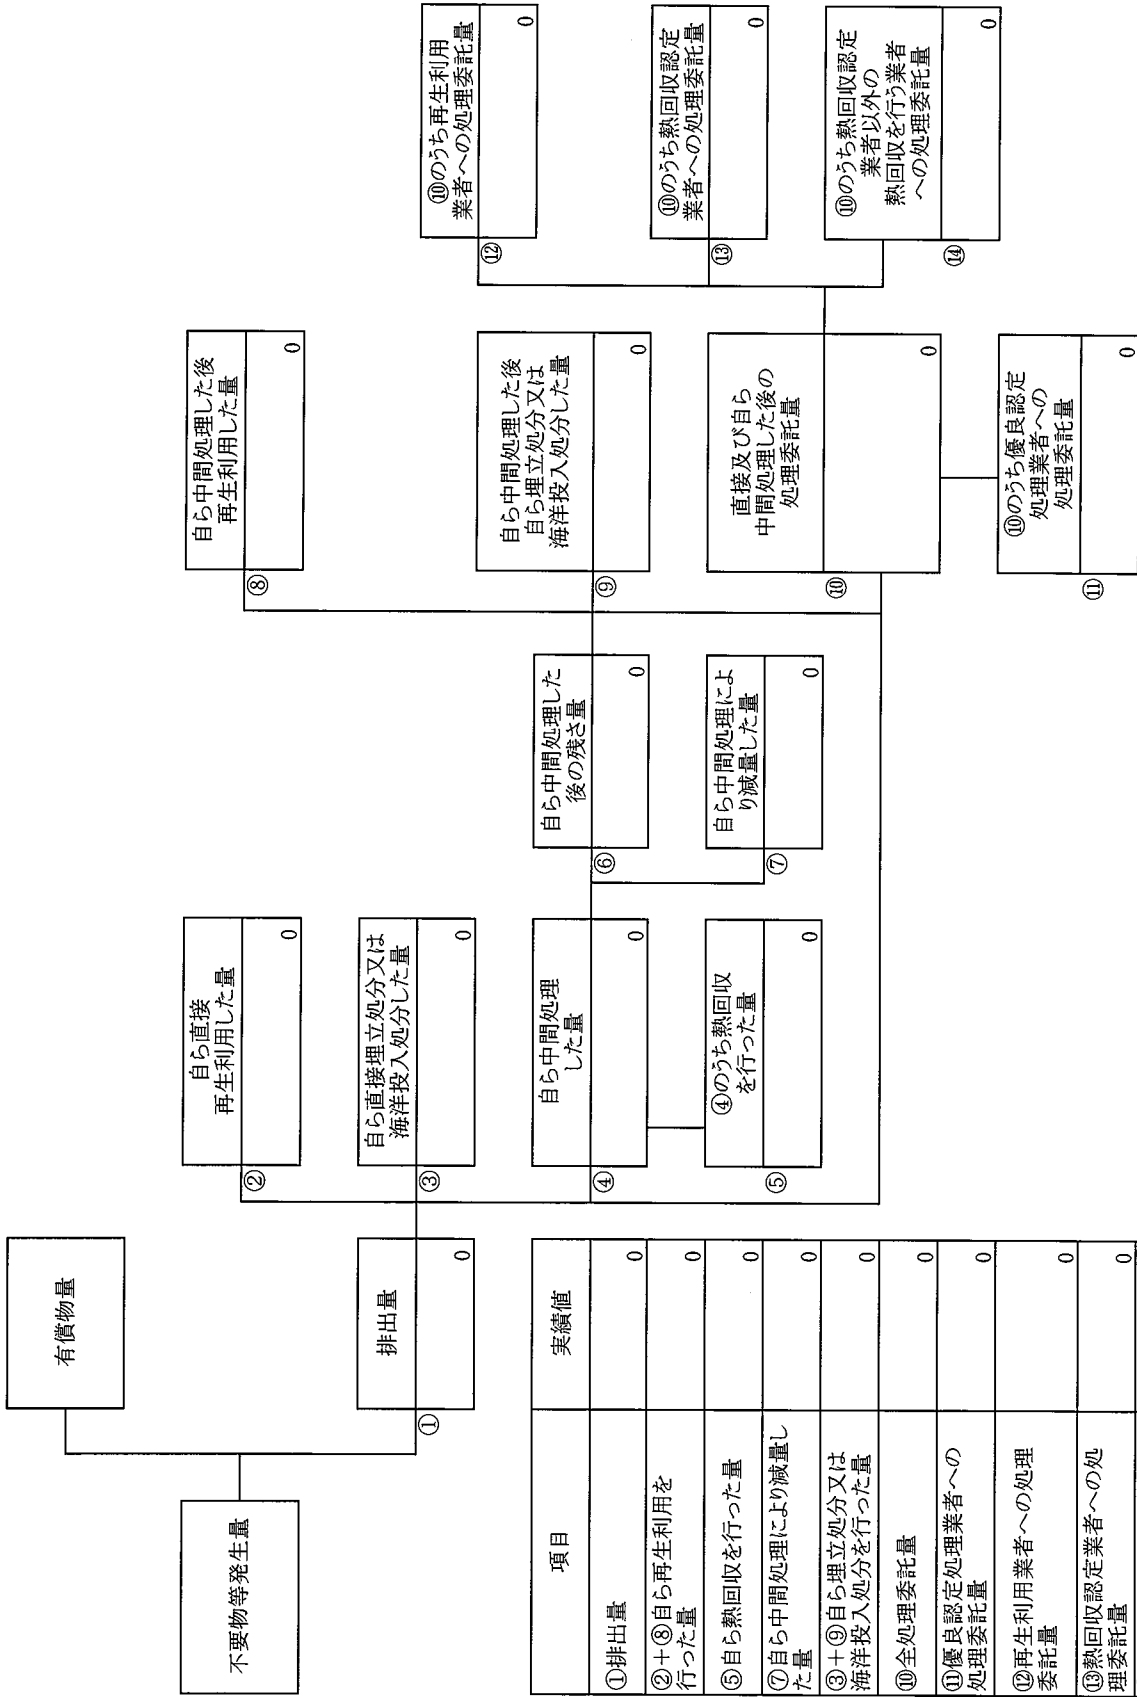 不要物等発生量
有償物量
①
排出量
0
②
自ら直接
再生利用した量
0
③
自ら直接埋立処分又は
海洋投入処分した量
0
④
自ら中間処理
した量
0
⑤
④のうち熱回収
を行った量
0
⑥
自ら中間処理した
後の残さ量
0
⑦
自ら中間処理によ
り減量した量
0
⑧
自ら中間処理した後
再生利用した量
0
⑨
自ら中間処理した後
自ら埋立処分又は
海洋投入処分した量
0
⑩
直接及び自ら
中間処理した後の
処理委託量
0
⑪
⑩のうち優良認定
処理業者への
処理委託量
0
⑫
⑩のうち再生利用
業者への処理委託量
0
⑬
⑩のうち熱回収認定
業者への処理委託量
0
⑭
⑩のうち熱回収認定
業者以外の
熱回収を行う業者
への処理委託量
0
項目 実績値
①排出量 0
②+⑧自ら再生利用を
行った量 0
⑤自ら熱回収を行った量 0
⑦自ら中間処理により減量し
た量 0
③+⑨自ら埋立処分又は
海洋投入処分を行った量 0
⑩全処理委託量 0
⑪優良認定処理業者への
処理委託量 0
⑫再生利用業者への処理
委託量 0
⑬熱回収認定業者への処
理委託量 0